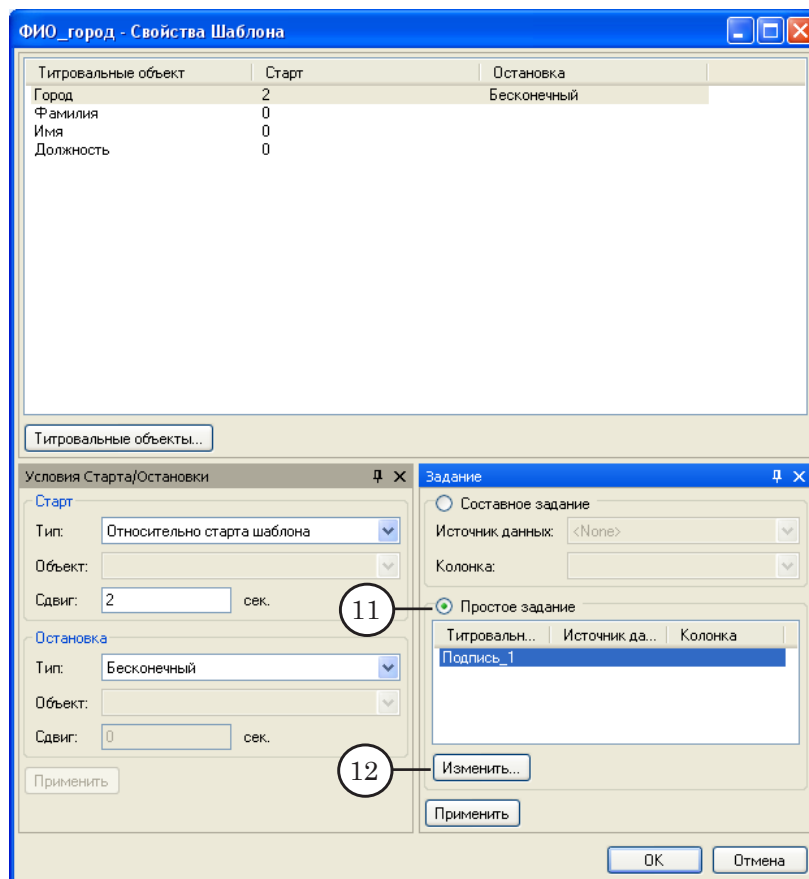 ФИО_город - Свойства Шаблона
Титровальные объект Старт Остановка
Город 2 Бесконечный
Фамилия 0
Имя 0
Должность 0
Титровальные объекты...
Условия Старта/Остановки
Старт
Тип: Относительно старта шаблона
Объект:
Сдвиг: 2 сек.
Остановка
Тип: Бесконечный
Объект:
Сдвиг: 0 сек.
Применить
Задание
Составное задание
Источник данных: <None>
Колонка:
11
Простое задание
Титровальн... Источник да... Колонка
Подпись_1
12
Изменить...
Применить
OK Отмена